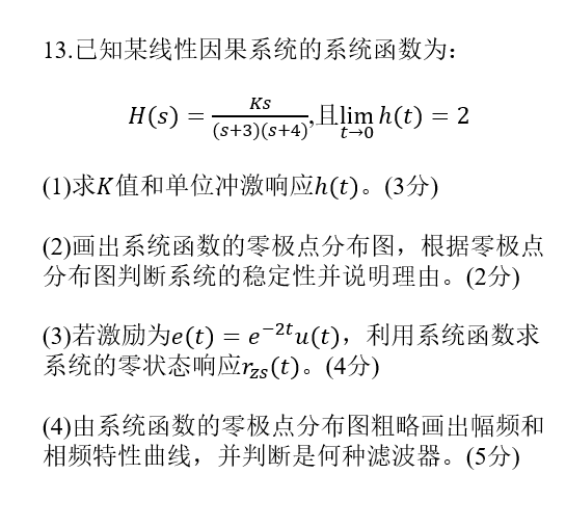 13.已知某线性因果系统的系统函数为：
H(s) = Ks/((s+3)(s+4)),且lim_{t→0} h(t) = 2
(1)求K值和单位冲激响应h(t)。(3分)
(2)画出系统函数的零极点分布图，根据零极点
分布图判断系统的稳定性并说明理由。(2分)
(3)若激励为e(t) = e^{-2t}u(t)，利用系统函数求
系统的零状态响应r_{zs}(t)。(4分)
(4)由系统函数的零极点分布图粗略画出幅频和
相频特性曲线，并判断是何种滤波器。(5分)